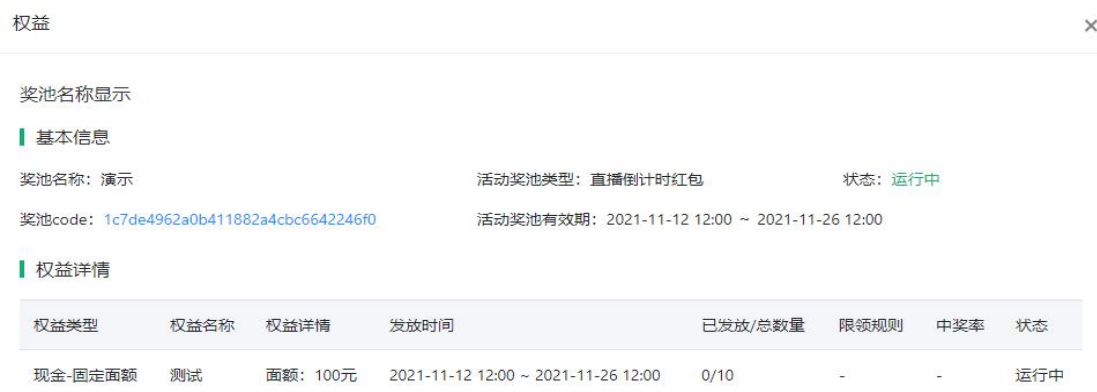 权益
奖池名称显示
基本信息
奖池名称：演示 活动奖池类型：直播倒计时红包 状态：运行中
奖池code：1c7de4962a0b411882a4cbc6642246f0 活动奖池有效期：2021-11-12 12:00 ~ 2021-11-26 12:00
权益详情
权益类型 权益名称 权益详情 发放时间 已发放/总数量 限领规则 中奖率 状态
现金-固定面额 测试 面额：100元 2021-11-12 12:00 ~ 2021-11-26 12:00 0/10 - - 运行中